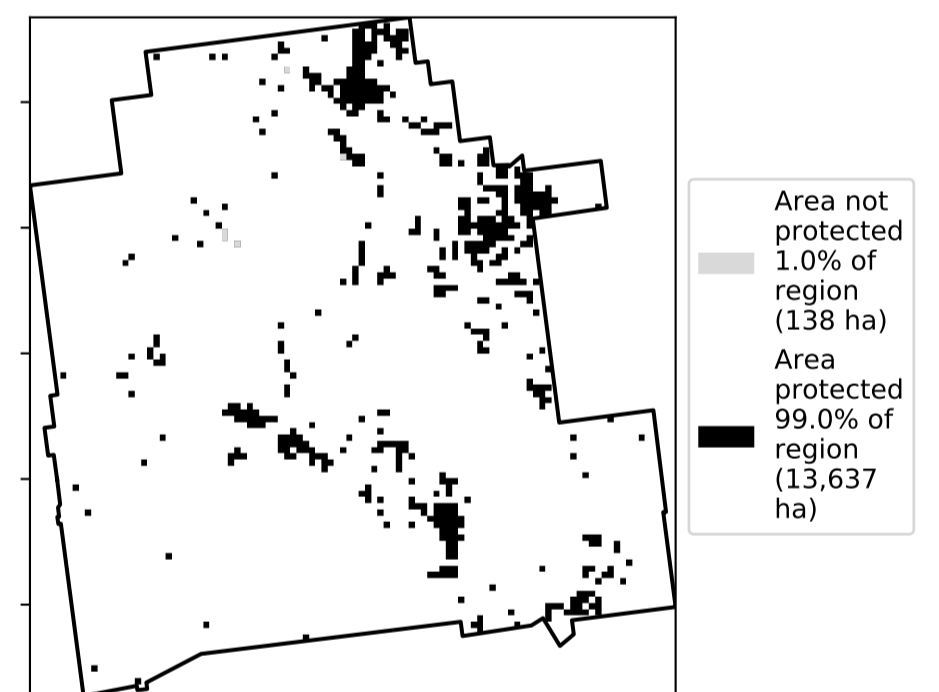 Area not
protected
1.0% of
region
(138 ha)
Area
protected
99.0% of
region
(13,637
ha)